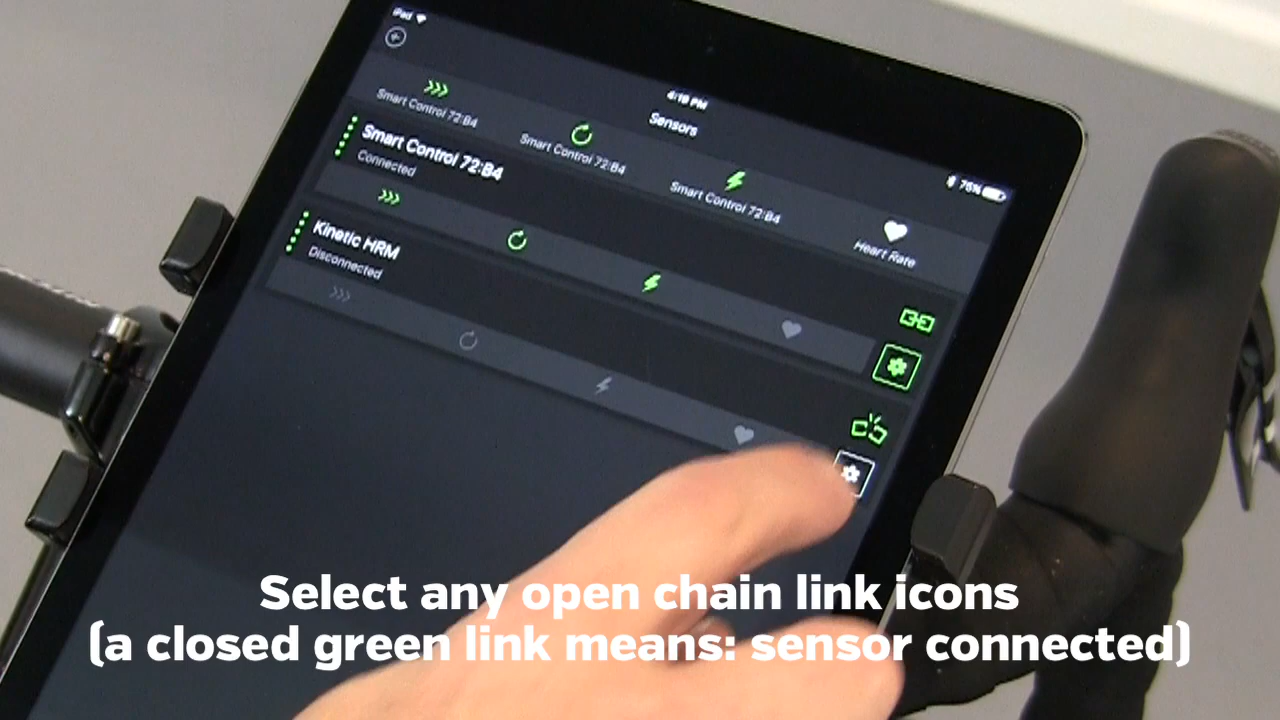 iPad
4:19 PM
75%
Sensors
Smart Control 72:B4
Smart Control 72:B4
Smart Control 72:B4
Heart Rate
Smart Control 72:B4
Connected
Kinetic HRM
Disconnected
Select any open chain link icons
(a closed green link means: sensor connected)